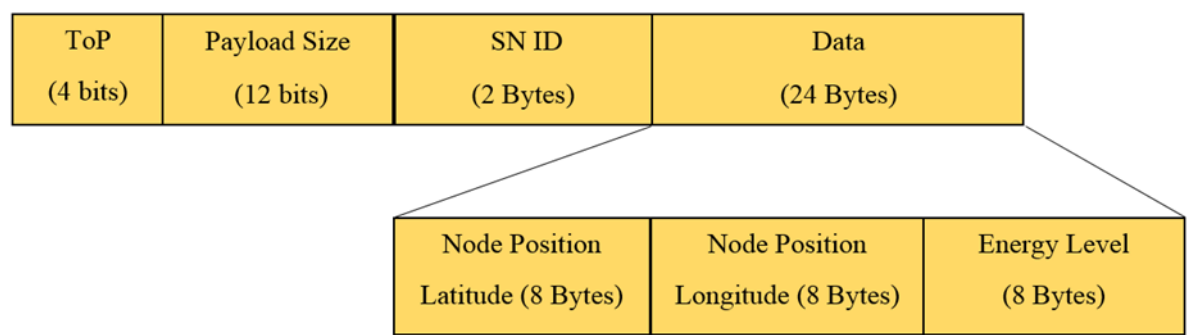 ToP
(4 bits)
Payload Size
(12 bits)
SN ID
(2 Bytes)
Data
(24 Bytes)
Node Position
Latitude (8 Bytes)
Node Position
Longitude (8 Bytes)
Energy Level
(8 Bytes)